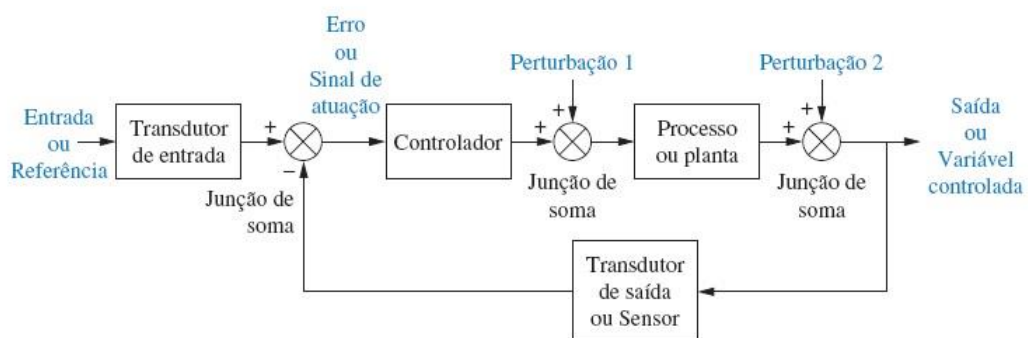 Erro
ou
Sinal de
atuação
Perturbação 1
Perturbação 2
Entrada
ou
Referência
Transdutor
de entrada
+
−
Junção de
soma
Controlador
+
+
Junção de
soma
Processo
ou planta
+
+
Junção de
soma
Saída
ou
Variável
controlada
Transdutor
de saída
ou Sensor